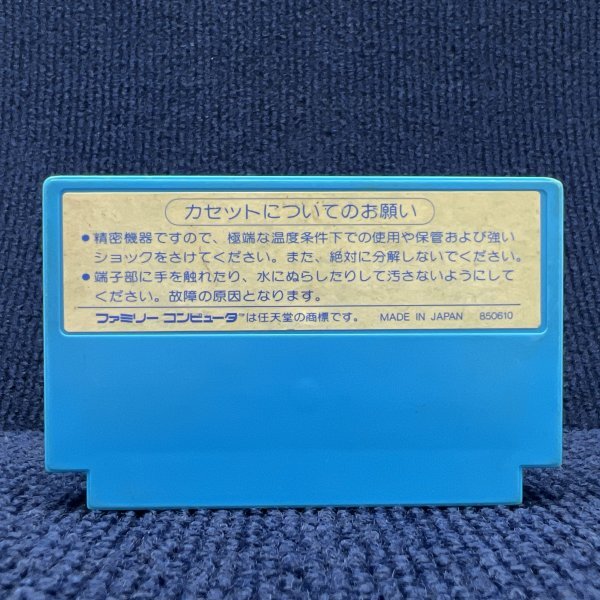 カセットについてのお願い
●精密機器ですので、極端な温度条件下での使用や保管および強い
ショックをさけてください。また、絶対に分解しないでください。
●端子部に手を触れたり、水にぬらしたりして汚さないようにして
ください。故障の原因となります。
ファミリー コンピュータ™は任天堂の商標です。 MADE IN JAPAN 850610